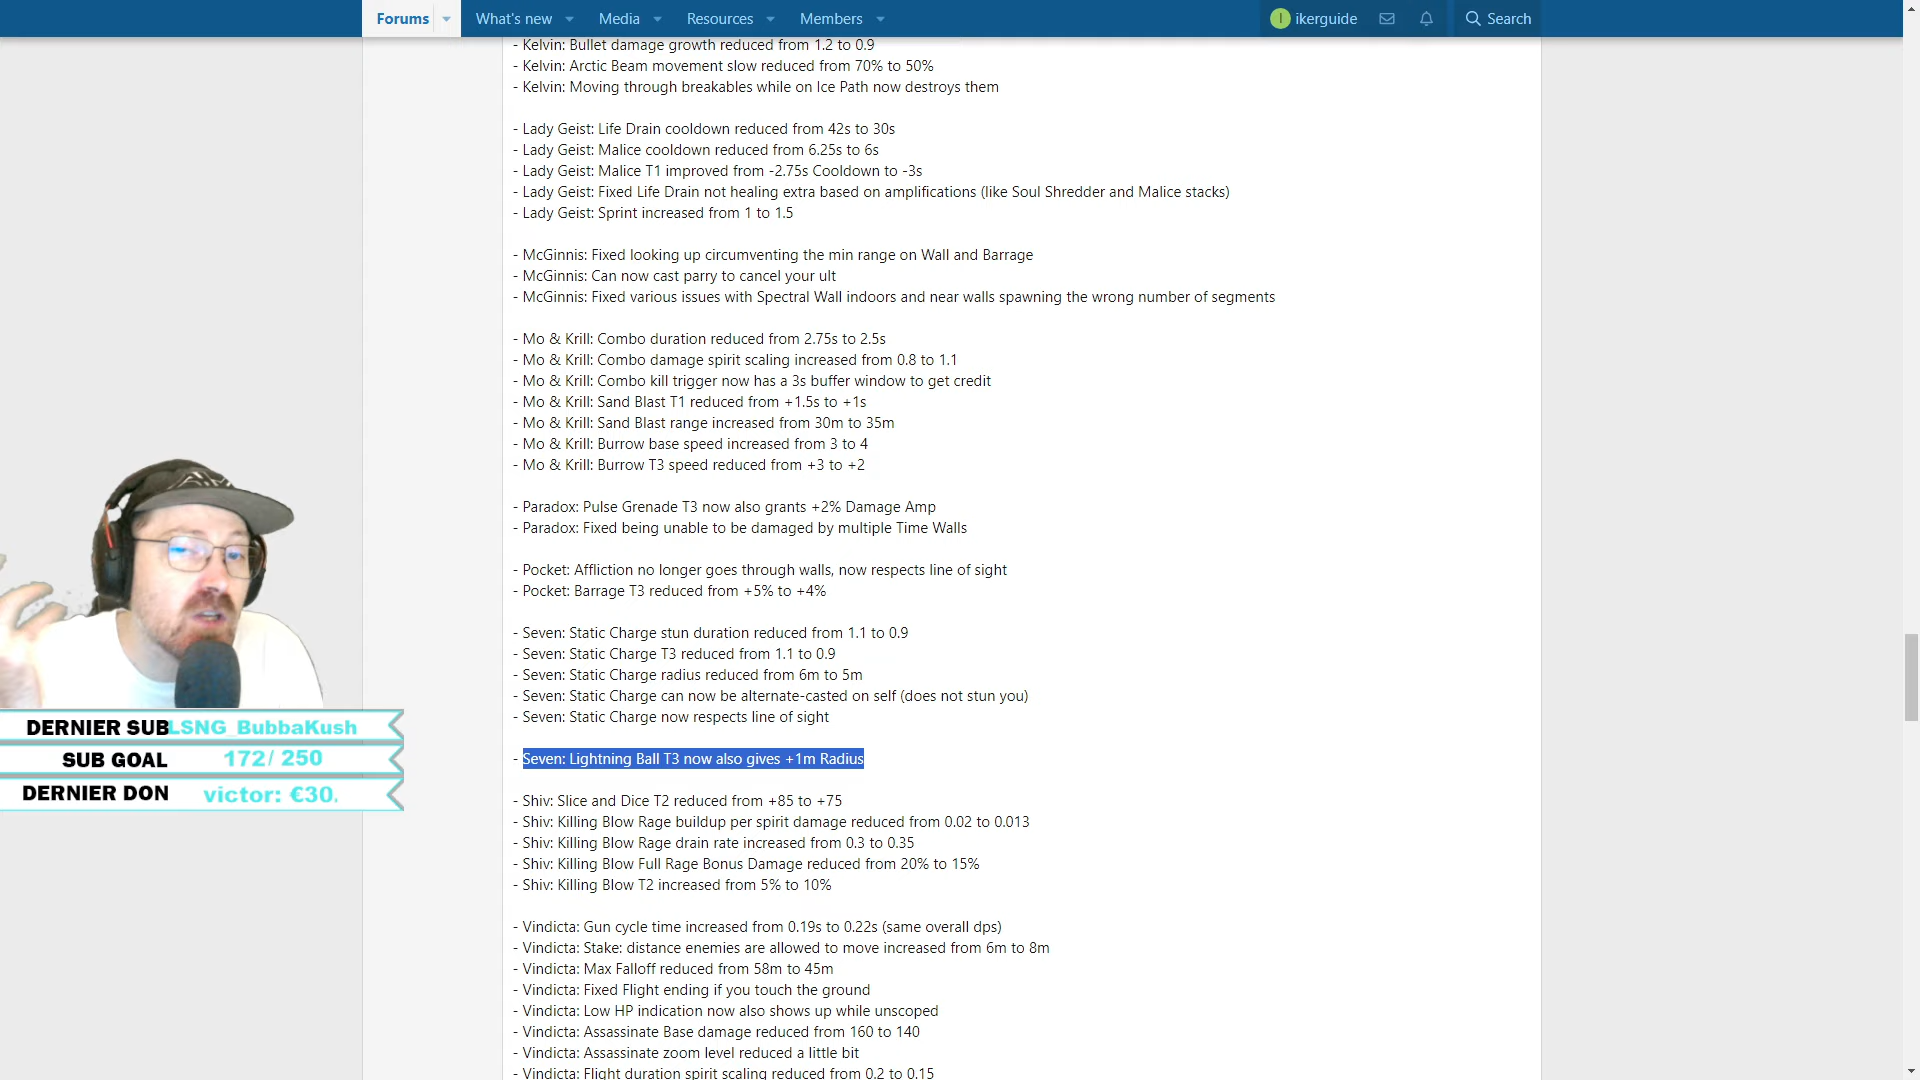 Forums What's new Media Resources Members I ikerguide Search
- Kelvin: Bullet damage growth reduced from 1.2 to 0.9
- Kelvin: Arctic Beam movement slow reduced from 70% to 50%
- Kelvin: Moving through breakables while on Ice Path now destroys them
- Lady Geist: Life Drain cooldown reduced from 42s to 30s
- Lady Geist: Malice cooldown reduced from 6.25s to 6s
- Lady Geist: Malice T1 improved from -2.75s Cooldown to -3s
- Lady Geist: Fixed Life Drain not healing extra based on amplifications (like Soul Shredder and Malice stacks)
- Lady Geist: Sprint increased from 1 to 1.5
- McGinnis: Fixed looking up circumventing the min range on Wall and Barrage
- McGinnis: Can now cast parry to cancel your ult
- McGinnis: Fixed various issues with Spectral Wall indoors and near walls spawning the wrong number of segments
- Mo & Krill: Combo duration reduced from 2.75s to 2.5s
- Mo & Krill: Combo damage spirit scaling increased from 0.8 to 1.1
- Mo & Krill: Combo kill trigger now has a 3s buffer window to get credit
- Mo & Krill: Sand Blast T1 reduced from +1.5s to +1s
- Mo & Krill: Sand Blast range increased from 30m to 35m
- Mo & Krill: Burrow base speed increased from 3 to 4
- Mo & Krill: Burrow T3 speed reduced from +3 to +2
- Paradox: Pulse Grenade T3 now also grants +2% Damage Amp
- Paradox: Fixed being unable to be damaged by multiple Time Walls
- Pocket: Affliction no longer goes through walls, now respects line of sight
- Pocket: Barrage T3 reduced from +5% to +4%
- Seven: Static Charge stun duration reduced from 1.1 to 0.9
- Seven: Static Charge T3 reduced from 1.1 to 0.9
- Seven: Static Charge radius reduced from 6m to 5m
- Seven: Static Charge can now be alternate-casted on self (does not stun you)
- Seven: Static Charge now respects line of sight
- Seven: Lightning Ball T3 now also gives +1m Radius
- Shiv: Slice and Dice T2 reduced from +85 to +75
- Shiv: Killing Blow Rage buildup per spirit damage reduced from 0.02 to 0.013
- Shiv: Killing Blow Rage drain rate increased from 0.3 to 0.35
- Shiv: Killing Blow Full Rage Bonus Damage reduced from 20% to 15%
- Shiv: Killing Blow T2 increased from 5% to 10%
- Vindicta: Gun cycle time increased from 0.19s to 0.22s (same overall dps)
- Vindicta: Stake: distance enemies are allowed to move increased from 6m to 8m
- Vindicta: Max Falloff reduced from 58m to 45m
- Vindicta: Fixed Flight ending if you touch the ground
- Vindicta: Low HP indication now also shows up while unscoped
- Vindicta: Assassinate Base damage reduced from 160 to 140
- Vindicta: Assassinate zoom level reduced a little bit
- Vindicta: Flight duration spirit scaling reduced from 0.2 to 0.15
DERNIER SUB LSNG_BubbaKush
SUB GOAL 172/ 250
DERNIER DON victor: €30.